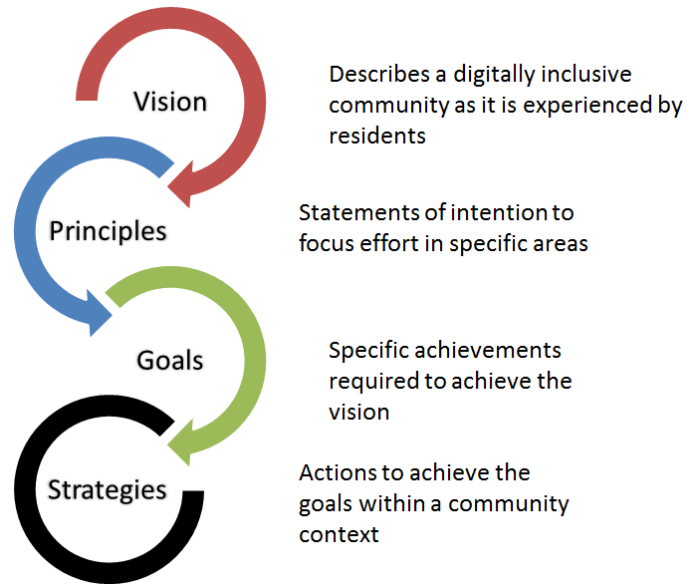 Vision
Describes a digitally inclusive
community as it is experienced by
residents
Principles
Statements of intention to
focus effort in specific areas
Goals
Specific achievements
required to achieve the
vision
Strategies
Actions to achieve the
goals within a community
context